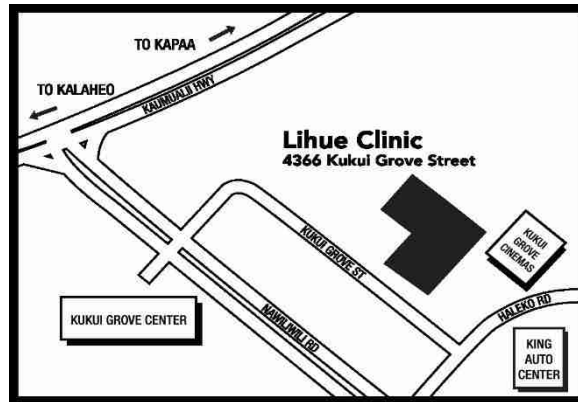 TO KAPAA
TO KALAHEO
KAUMUALII HWY
Lihue Clinic
4366 Kukui Grove Street
KUKUI
GROVE
CINEMAS
KUKUI GROVE ST
HALEKO RD
KUKUI GROVE CENTER
NAWILIWILI RD
KING
AUTO
CENTER